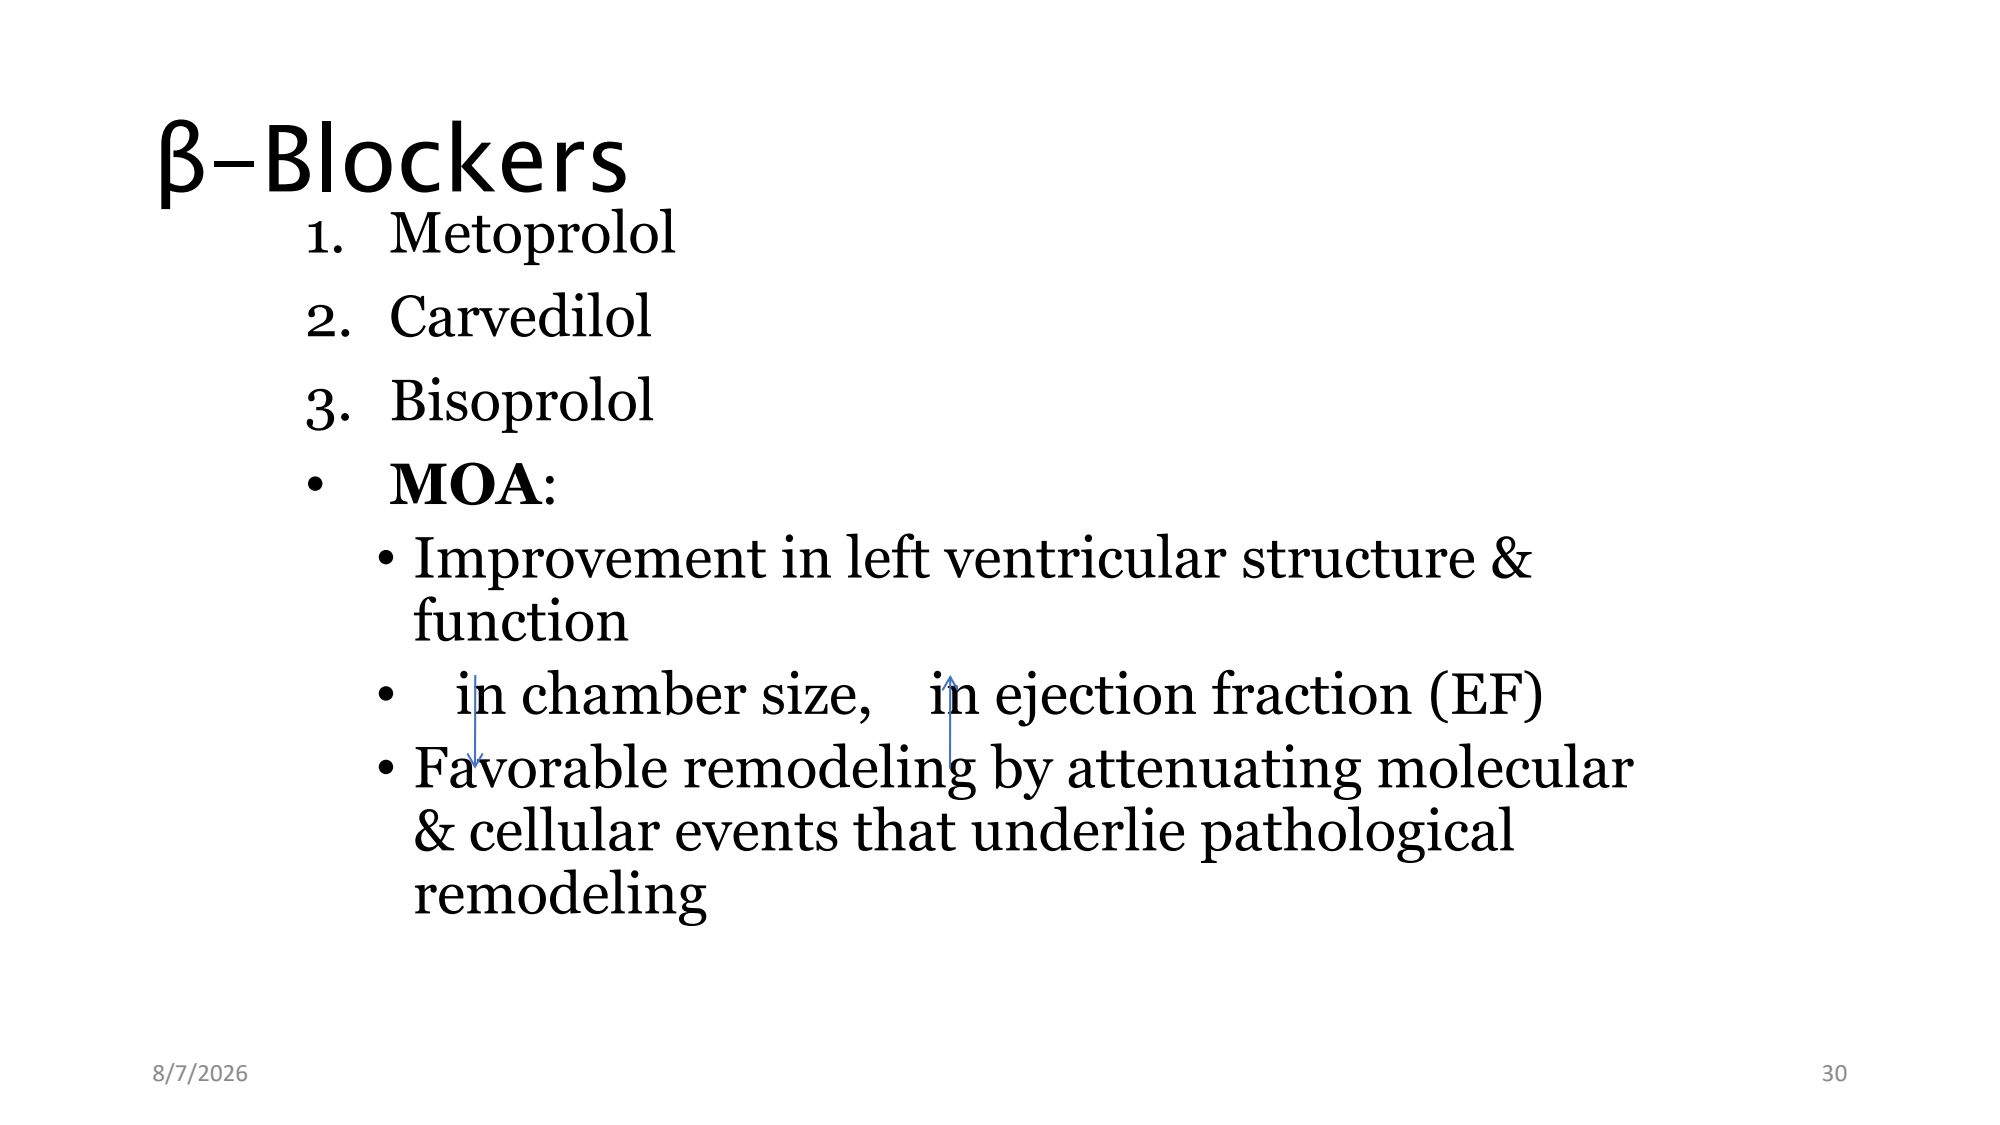 β-Blockers
1. Metoprolol
2. Carvedilol
3. Bisoprolol
• MOA:
• Improvement in left ventricular structure &
function
• ↓ in chamber size, ↑ in ejection fraction (EF)
• Favorable remodeling by attenuating molecular
& cellular events that underlie pathological
remodeling
8/7/2026
30